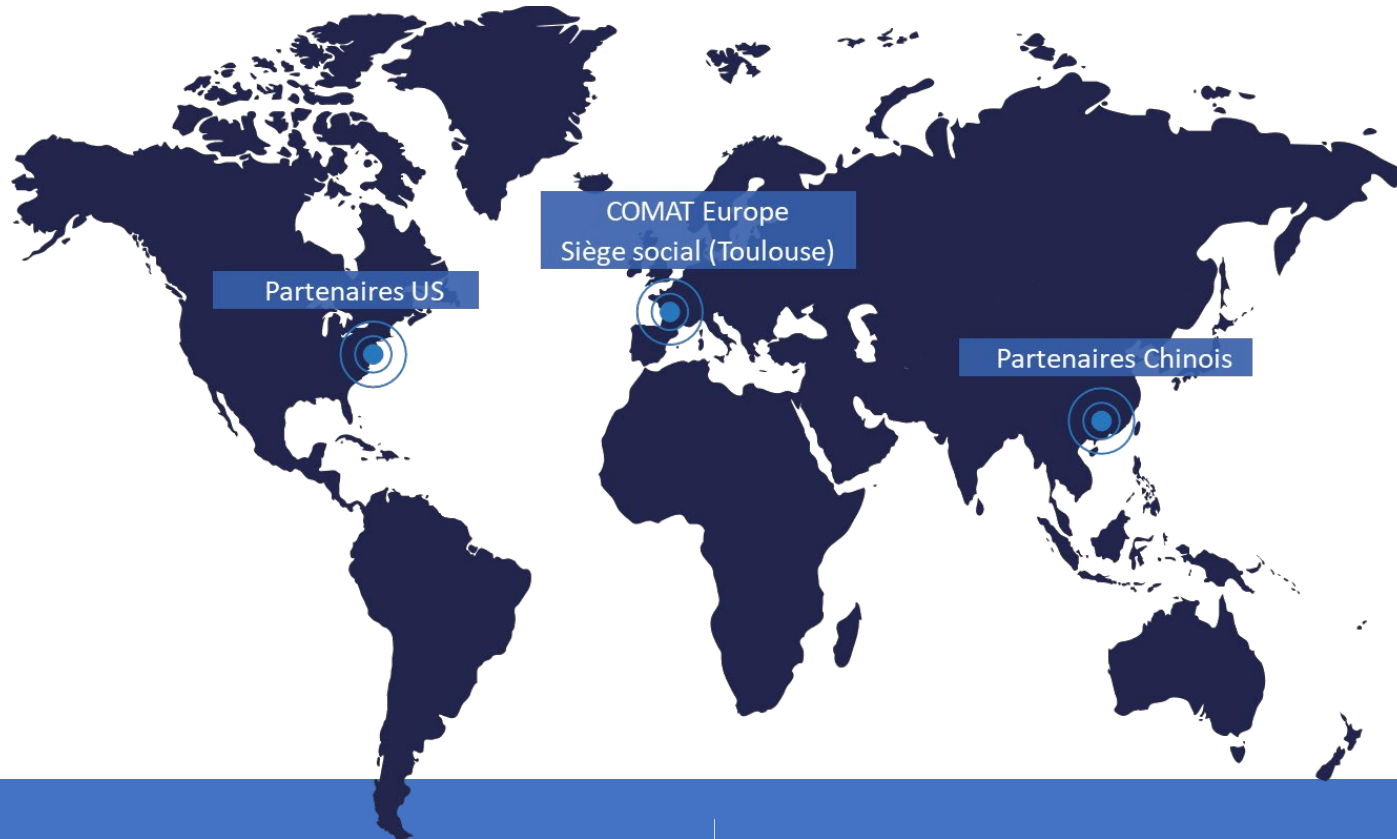 COMAT Europe
Siège social (Toulouse)
Partenaires US
Partenaires Chinois